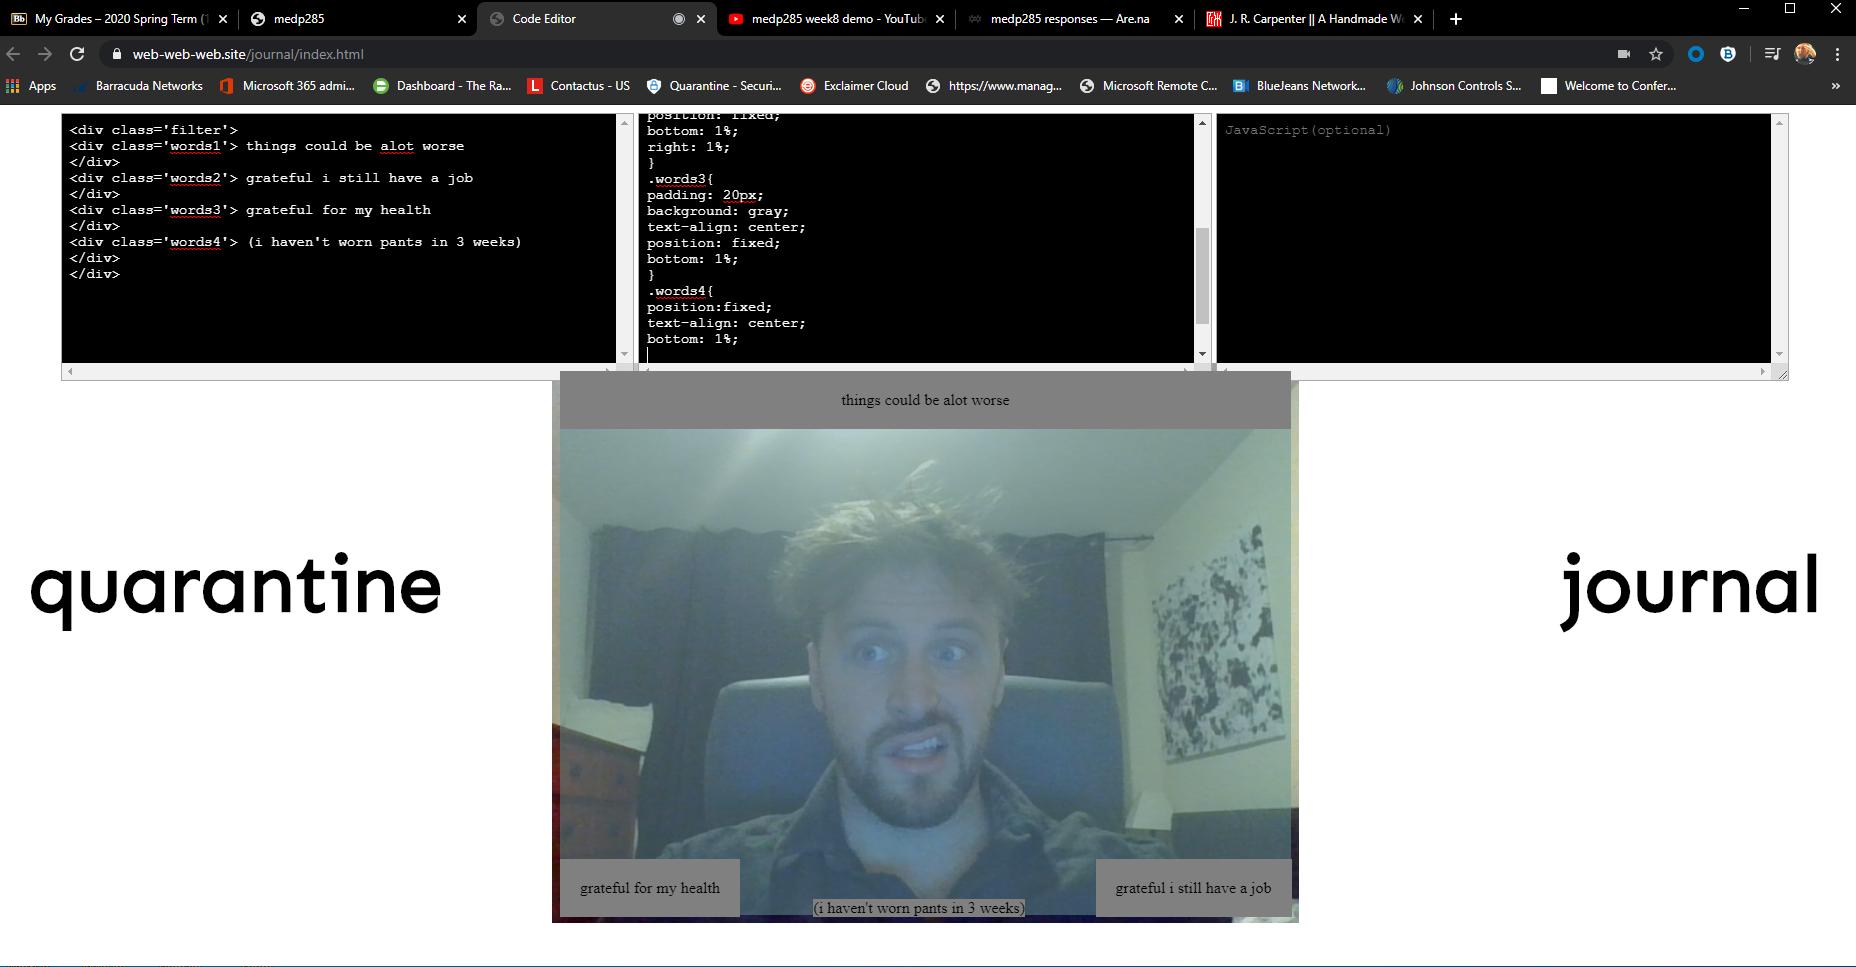 My Grades – 2020 Spring Term (1
medp285
Code Editor
medp285 week8 demo - YouTub
medp285 responses — Are.na
J. R. Carpenter || A Handmade W
web-web-web.site/journal/index.html
Apps
Barracuda Networks
Microsoft 365 admi...
Dashboard - The Ra...
Contactus - US
Quarantine - Securi...
Exclaimer Cloud
https://www.manag...
Microsoft Remote C...
BlueJeans Network...
Johnson Controls S...
Welcome to Confer...
<div class='filter'>
<div class='words1'> things could be alot worse
</div>
<div class='words2'> grateful i still have a job
</div>
<div class='words3'> grateful for my health
</div>
<div class='words4'> (i haven't worn pants in 3 weeks)
</div>
</div>
position: fixed;
bottom: 1%;
right: 1%;
}
.words3{
padding: 20px;
background: gray;
text-align: center;
position: fixed;
bottom: 1%;
}
.words4{
position:fixed;
text-align: center;
bottom: 1%;
JavaScript(optional)
things could be alot worse
quarantine
journal
grateful for my health
grateful i still have a job
(i haven't worn pants in 3 weeks)